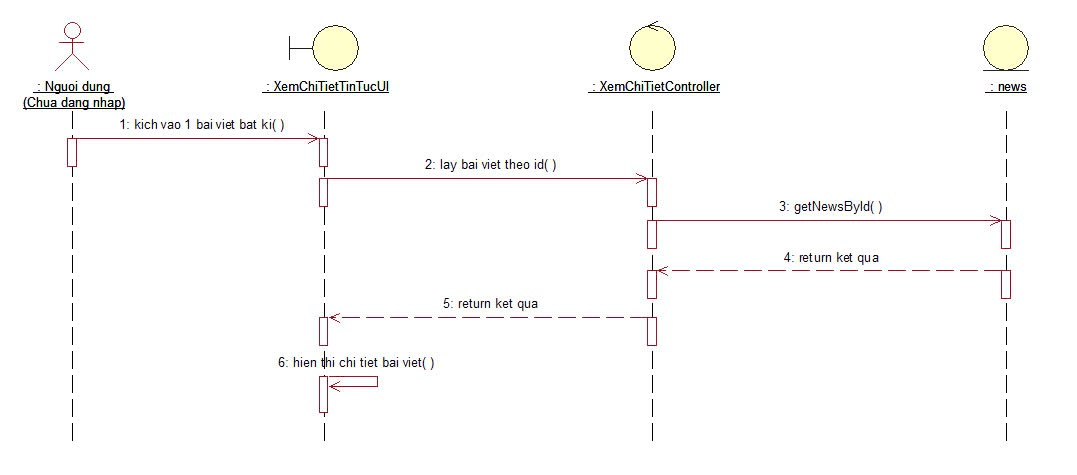 : Nguoi dung
(Chua dang nhap)
: XemChiTietTinTucUI
: XemChiTietController
: news
1: kich vao 1 bai viet bat ki( )
2: lay bai viet theo id( )
3: getNewsById( )
4: return ket qua
5: return ket qua
6: hien thi chi tiet bai viet( )